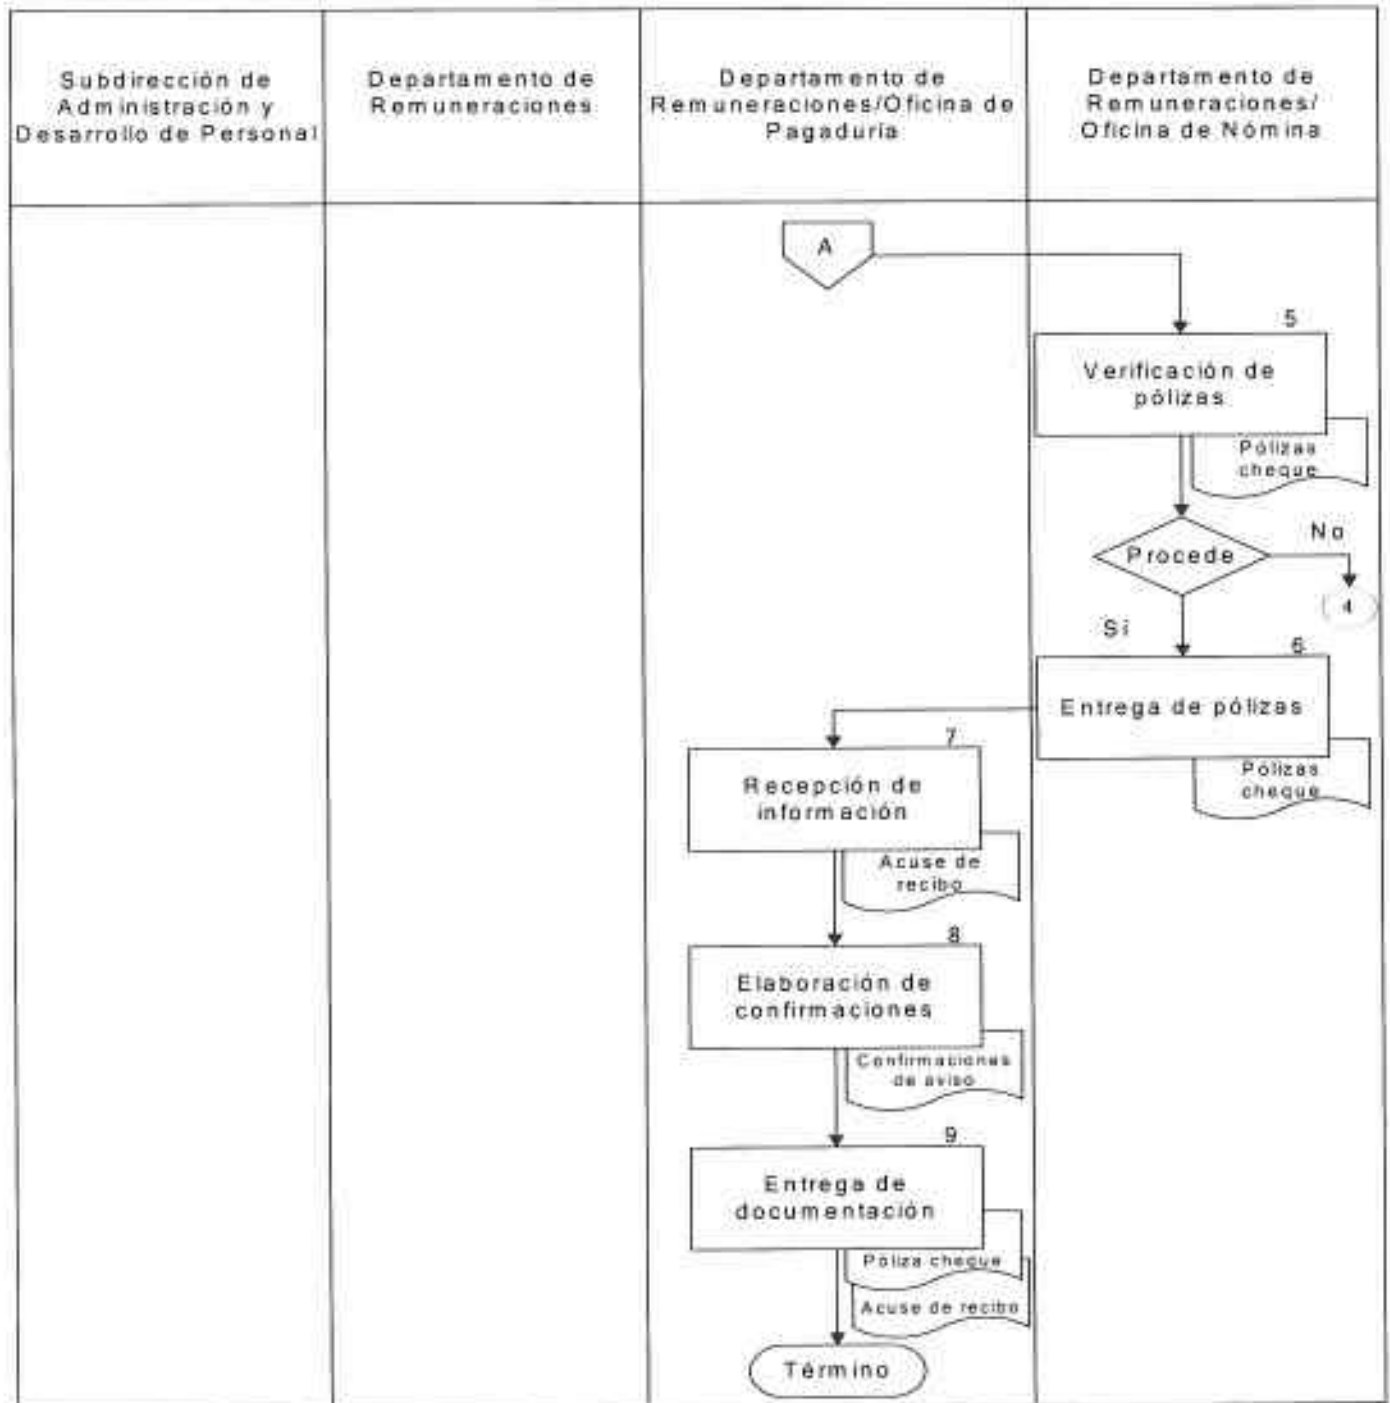 Subdirección de
Administración y
Desarrollo de Personal
Departamento de
Remuneraciones
Departamento de
Remuneraciones/Oficina de
Pagaduría
Departamento de
Remuneraciones/
Oficina de Nómina
A
5
Verificación de
pólizas
Pólizas
cheque
Procede
No
4
Sí
6
Entrega de pólizas
Pólizas
cheque
7
Recepción de
información
Acuse de
recibo
8
Elaboración de
confirmaciones
Confirmaciones
de aviso
9
Entrega de
documentación
Póliza cheque
Acuse de recibo
Término